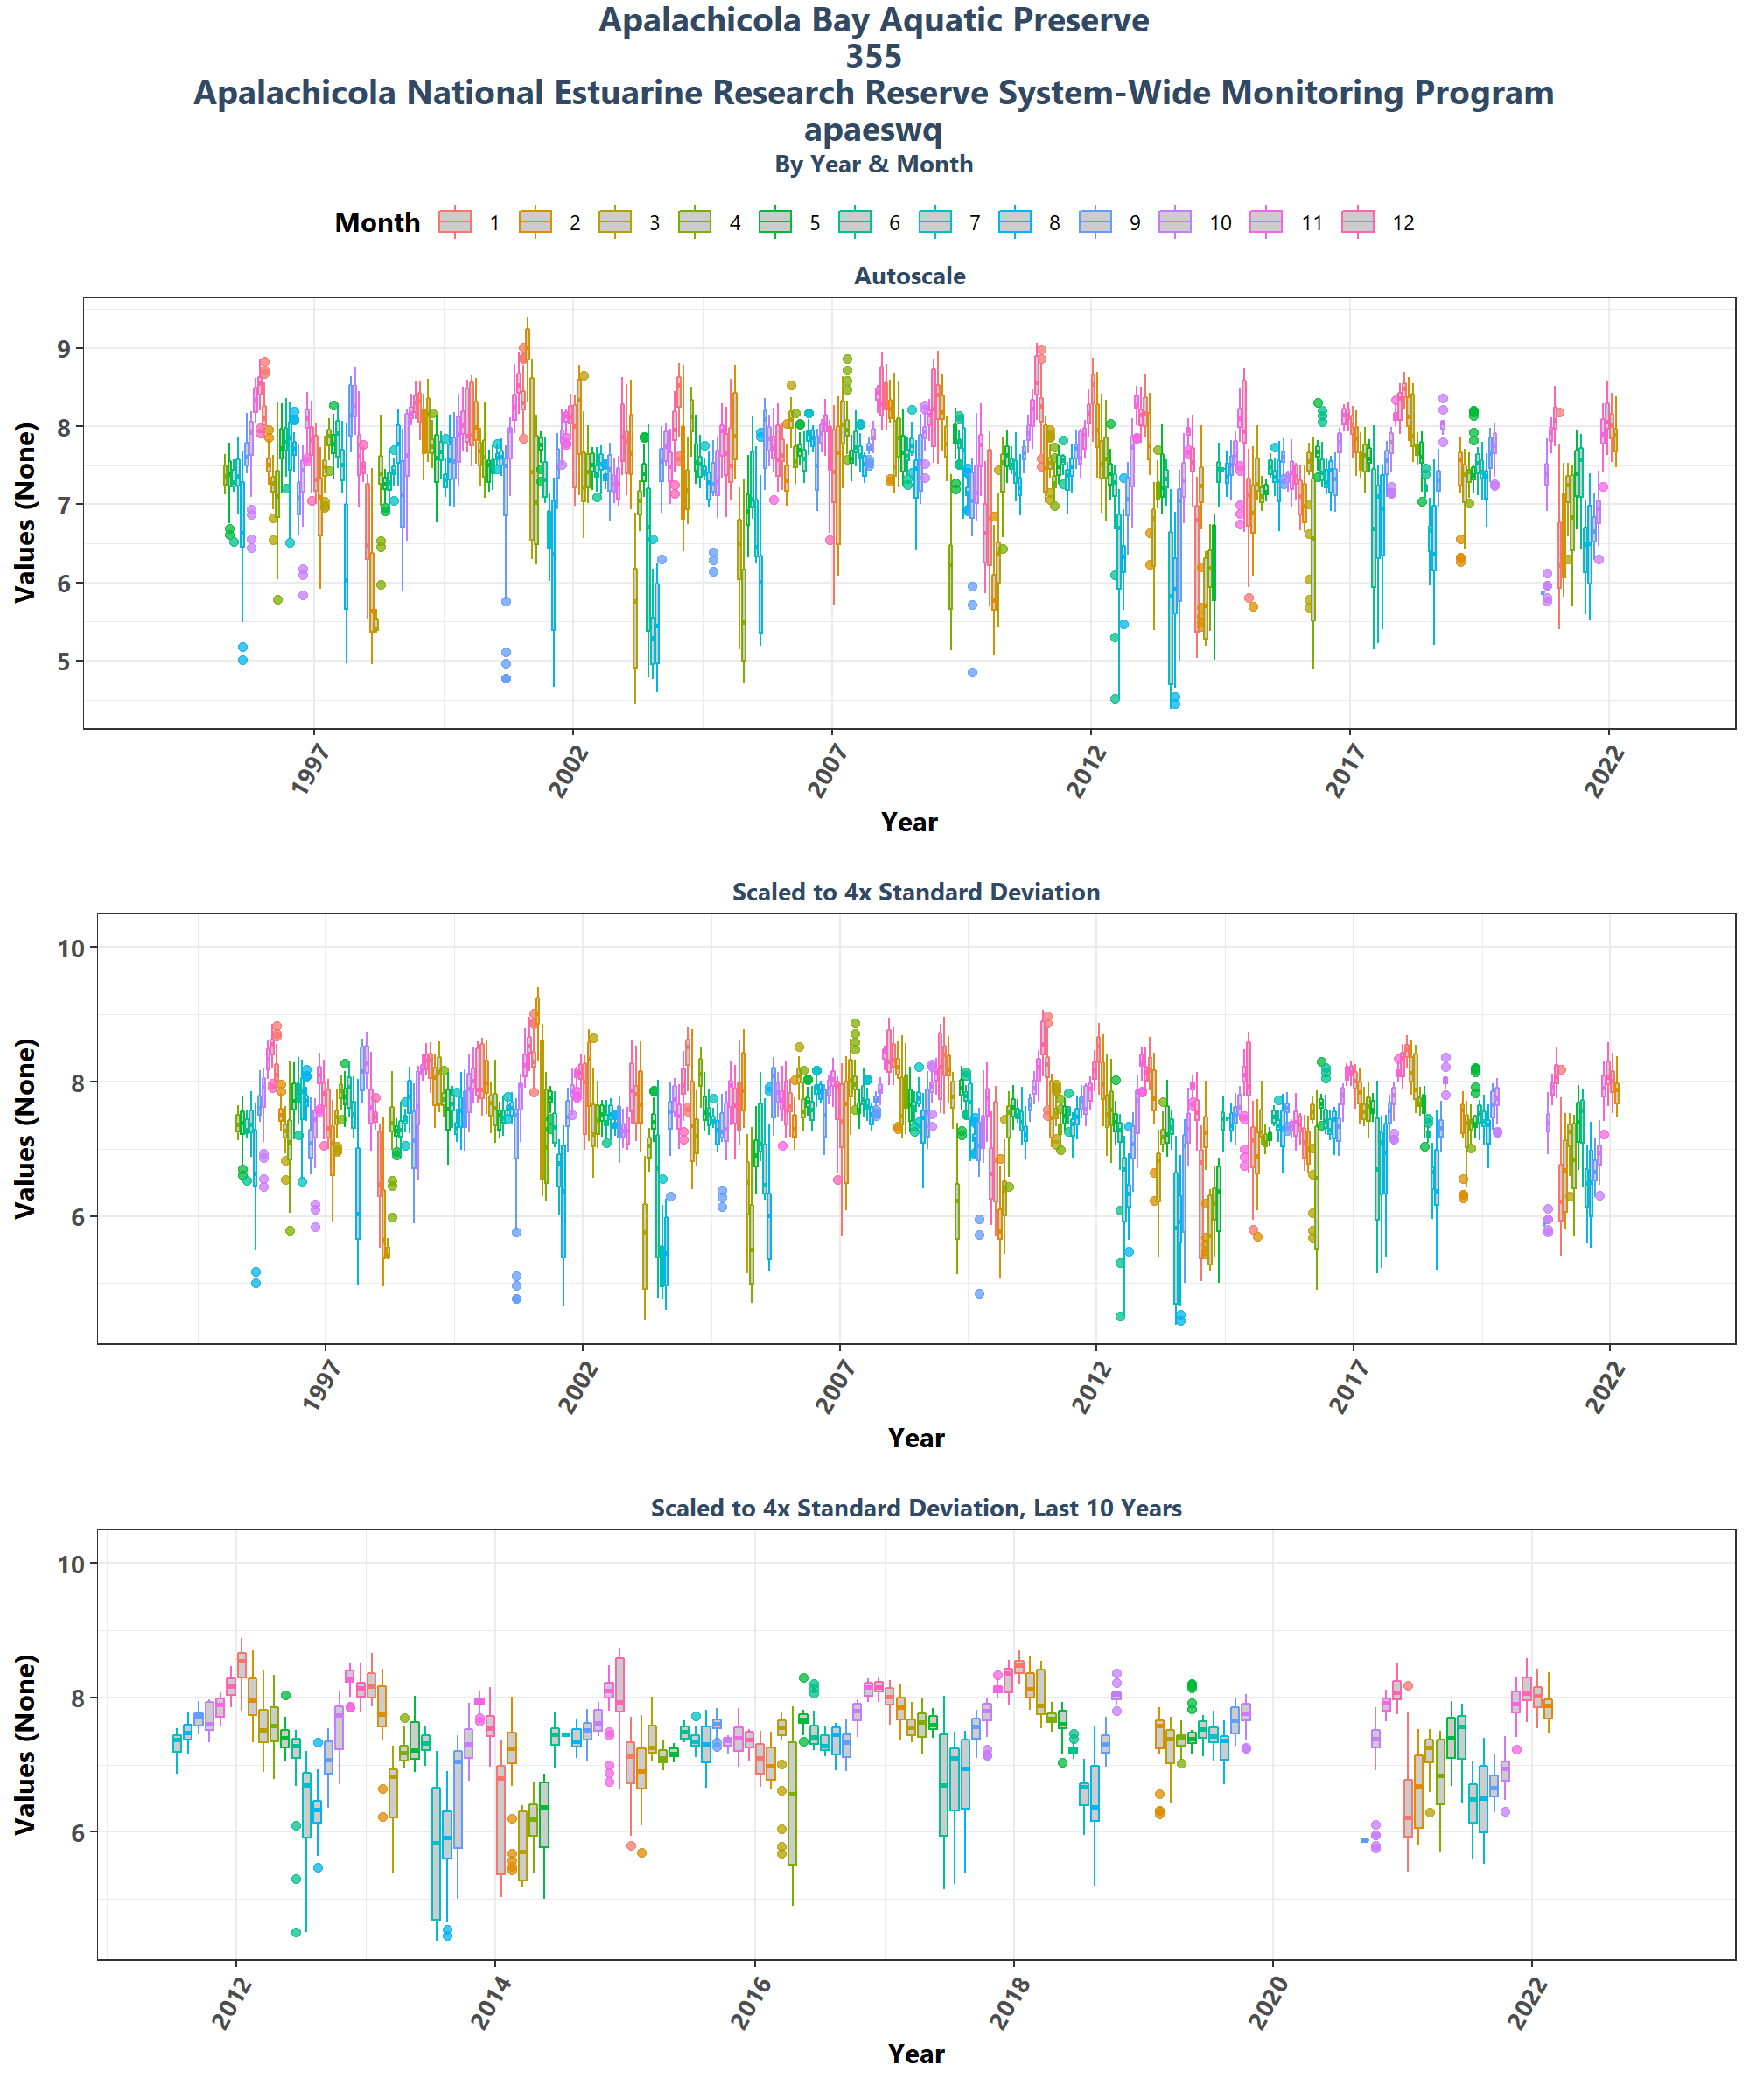 Apalachicola Bay Aquatic Preserve
355
Apalachicola National Estuarine Research Reserve System-Wide Monitoring Program
apaeswq
By Year & Month
Month 1 2 3 4 5 6 7 8 9 10 11 12
Autoscale
Values (None)
9
8
7
6
5
1997 2002 2007 2012 2017 2022
Year
Scaled to 4x Standard Deviation
Values (None)
10
8
6
1997 2002 2007 2012 2017 2022
Year
Scaled to 4x Standard Deviation, Last 10 Years
Values (None)
10
8
6
2012 2014 2016 2018 2020 2022
Year